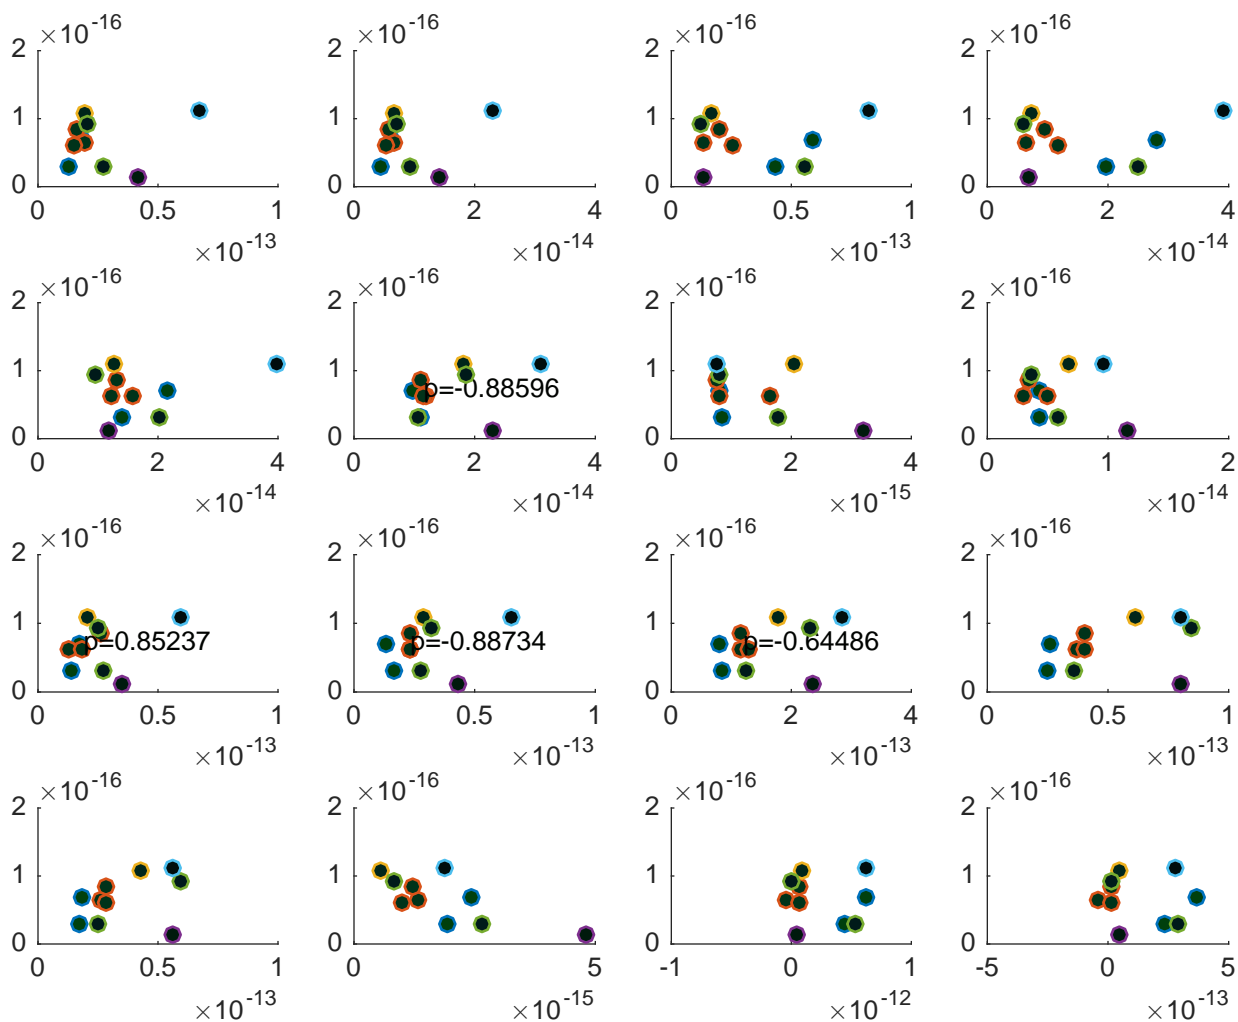 ×10-16 ×10-16 ×10-16 ×10-16
2 2 2 2
1 1 1 1
0 0 0 0
0 0.5 1 0 2 4 0 0.5 1 0 2 4
×10-13 ×10-14 ×10-13 ×10-14
×10-16 ×10-16 ×10-16 ×10-16
2 2 2 2
1 1 1 1
p=-0.88596
0 0 0 0
0 2 4 0 2 4 0 2 4 0 1 2
×10-14 ×10-14 ×10-15 ×10-14
×10-16 ×10-16 ×10-16 ×10-16
2 2 2 2
1 1 1 1
p=0.85237 p=-0.88734 p=-0.64486
0 0 0 0
0 0.5 1 0 0.5 1 0 2 4 0 0.5 1
×10-13 ×10-13 ×10-13 ×10-13
×10-16 ×10-16 ×10-16 ×10-16
2 2 2 2
1 1 1 1
0 0 0 0
0 0.5 1 0 5 -1 0 1 -5 0 5
×10-13 ×10-15 ×10-12 ×10-13